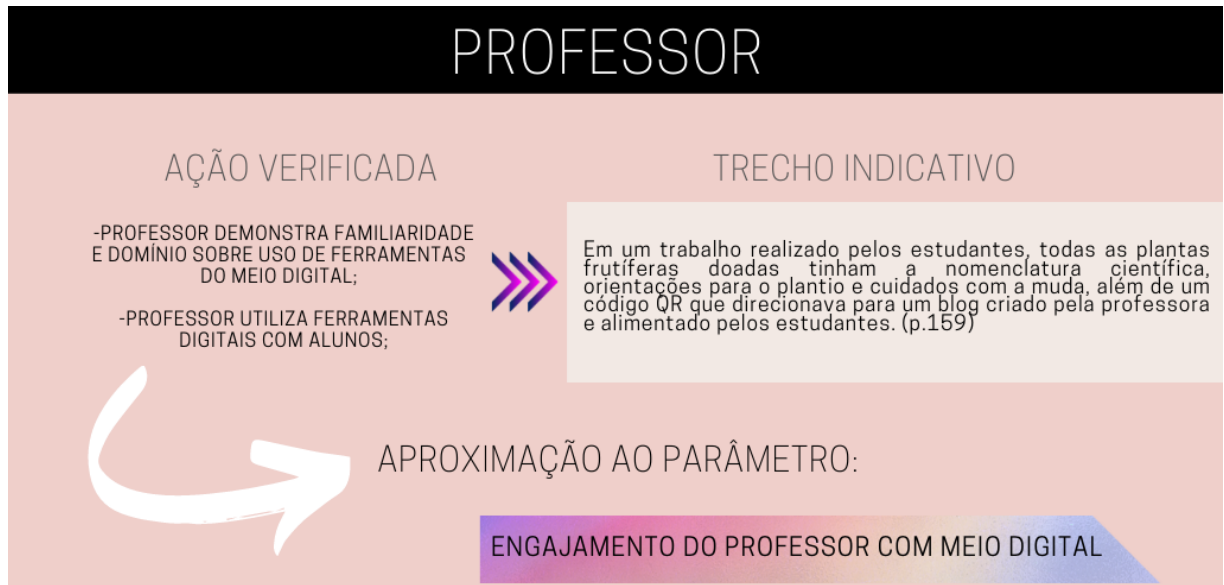 PROFESSOR
AÇÃO VERIFICADA
-PROFESSOR DEMONSTRA FAMILIARIDADE
E DOMÍNIO SOBRE USO DE FERRAMENTAS
DO MEIO DIGITAL;
-PROFESSOR UTILIZA FERRAMENTAS
DIGITAIS COM ALUNOS;
TRECHO INDICATIVO
Em um trabalho realizado pelos estudantes, todas as plantas
frutíferas doadas tinham a nomenclatura científica,
orientações para o plantio e cuidados com a muda, além de um
código QR que direcionava para um blog criado pela professora
e alimentado pelos estudantes. (p.159)
APROXIMAÇÃO AO PARÂMETRO:
ENGAJAMENTO DO PROFESSOR COM MEIO DIGITAL